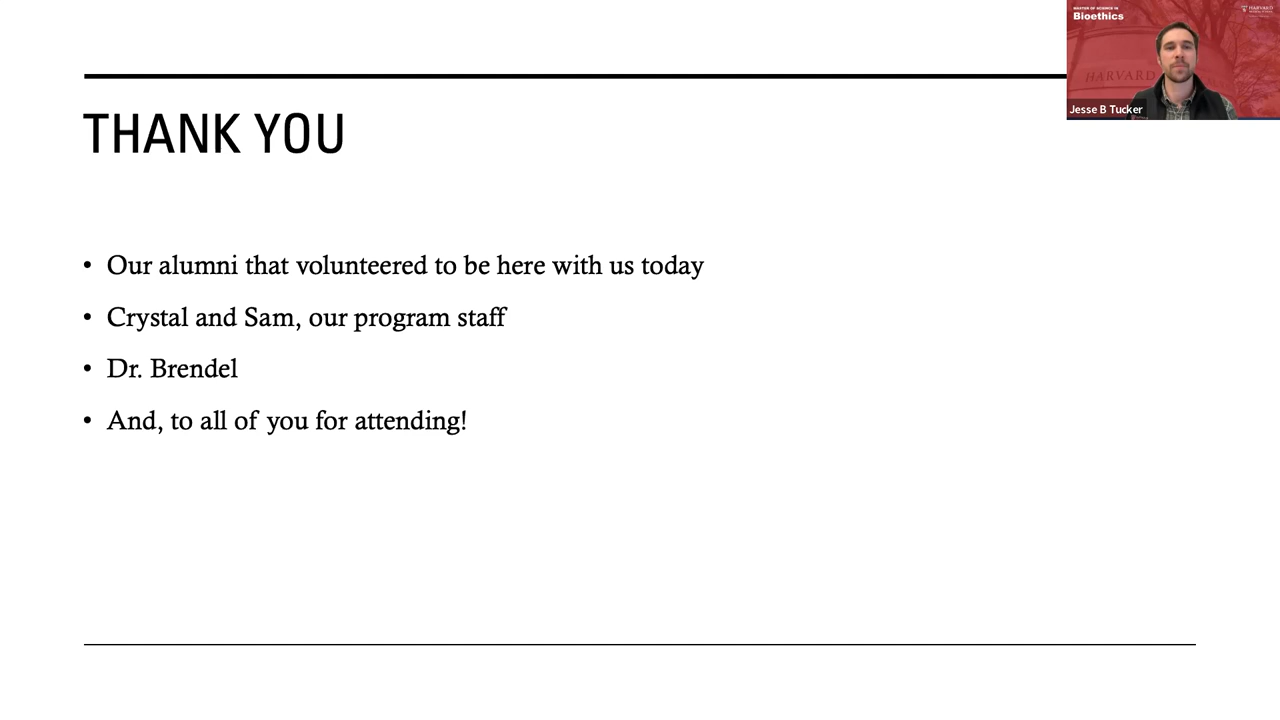 MASTER OF SCIENCE IN
Bioethics
HARVARD
HARVARD
Jesse B Tucker
THANK YOU
• Our alumni that volunteered to be here with us today
• Crystal and Sam, our program staff
• Dr. Brendel
• And, to all of you for attending!